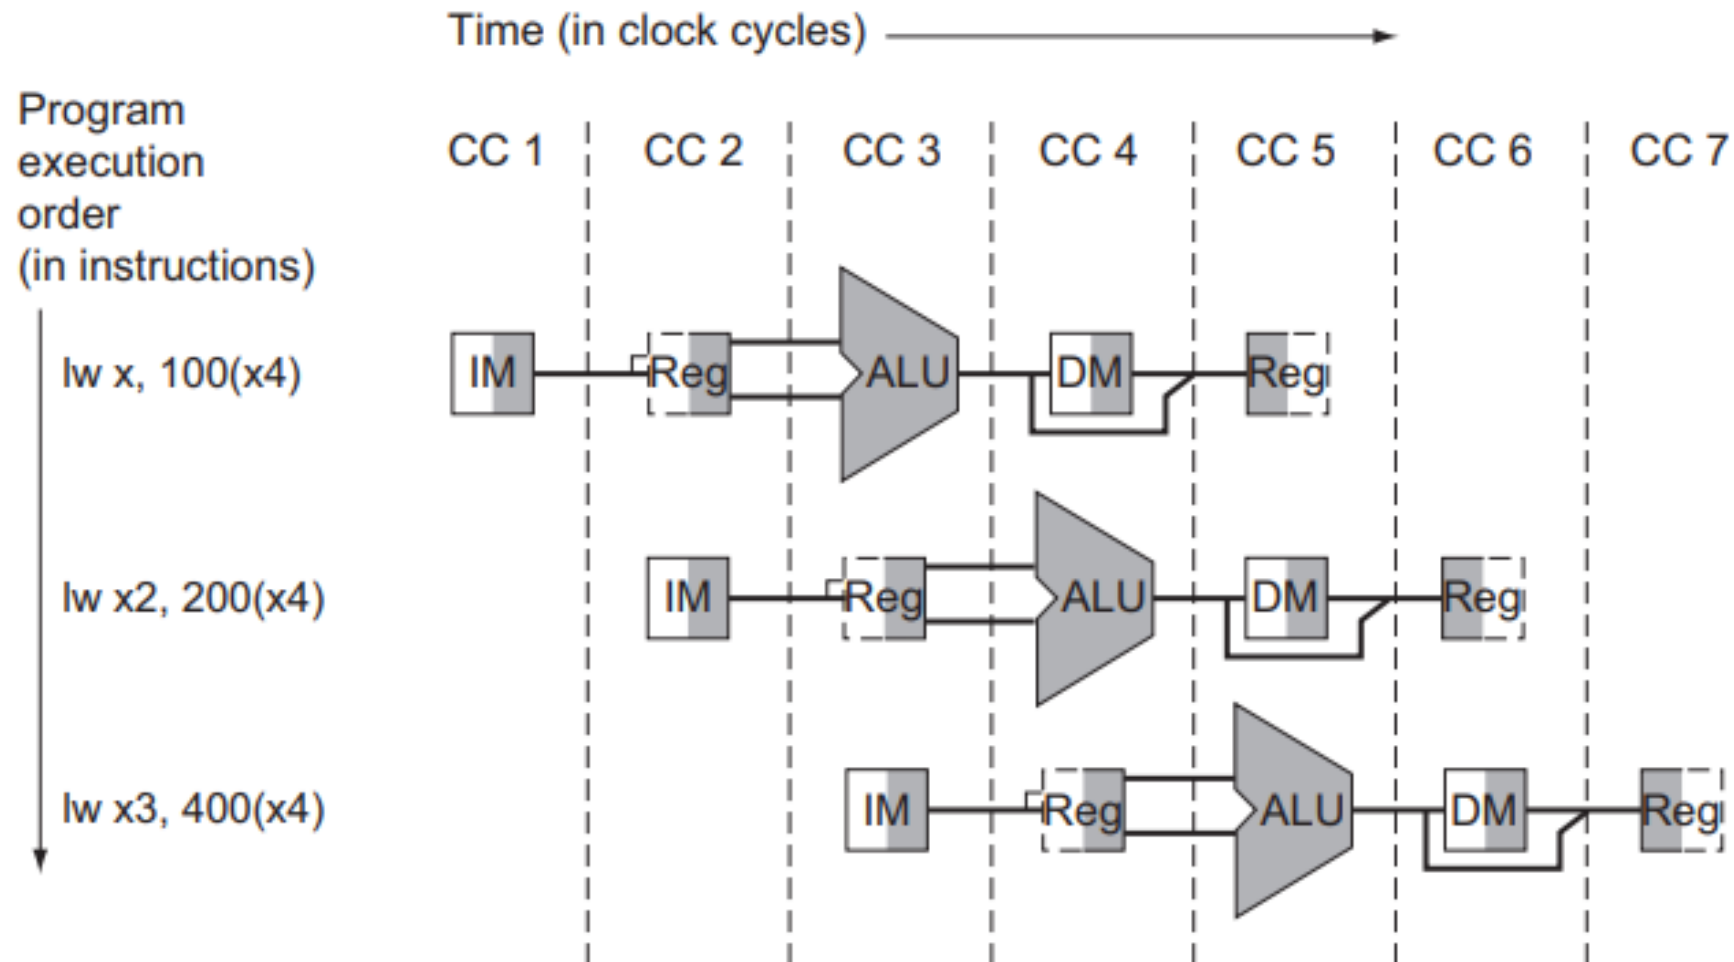 Time (in clock cycles)
Program
execution
order
(in instructions)
CC 1 CC 2 CC 3 CC 4 CC 5 CC 6 CC 7
lw x, 100(x4)
IM Reg ALU DM Reg
lw x2, 200(x4)
IM Reg ALU DM Reg
lw x3, 400(x4)
IM Reg ALU DM Reg